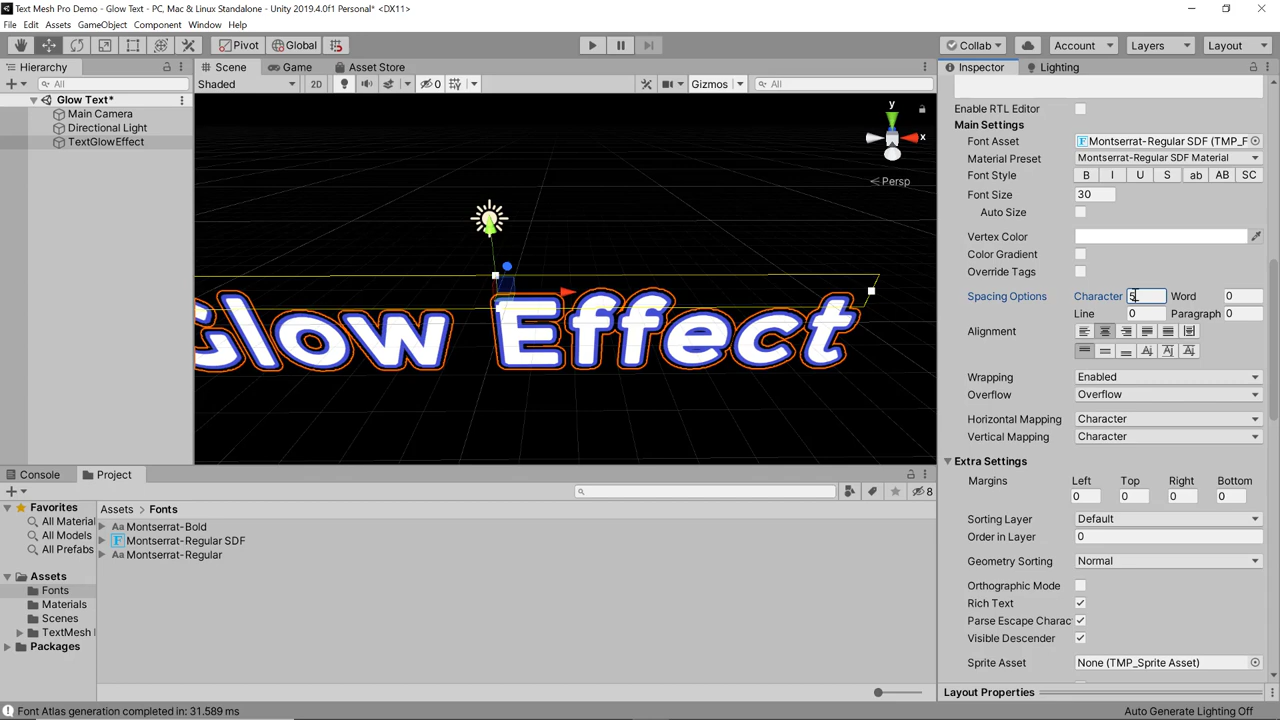 Text Mesh Pro Demo - Glow Text - PC, Mac & Linux Standalone - Unity 2019.4.0f1 Personal* <DX11>
File Edit Assets GameObject Component Window Help
Pivot Global Collab Account Layers Layout
Hierarchy Scene Game Asset Store Inspector Lighting
All Shaded 2D 0 Gizmos All
Glow Text*
Main Camera
Directional Light
TextGlowEffect
y
x
Persp
Glow Effect
Enable RTL Editor
Main Settings
Font Asset Montserrat-Regular SDF (TMP_F
Material Preset Montserrat-Regular SDF Material
Font Style B I U S ab AB SC
Font Size 30
Auto Size
Vertex Color
Color Gradient
Override Tags
Spacing Options Character 5 Word 0
Line 0 Paragraph 0
Alignment
Wrapping Enabled
Overflow Overflow
Horizontal Mapping Character
Vertical Mapping Character
Extra Settings
Margins Left Top Right Bottom
0 0 0 0
Sorting Layer Default
Order in Layer 0
Geometry Sorting Normal
Orthographic Mode
Rich Text
Parse Escape Charac
Visible Descender
Sprite Asset None (TMP_Sprite Asset)
Layout Properties
Console Project
8
Favorites
All Material
All Models
All Prefabs
Assets
Fonts
Materials
Scenes
TextMesh
Packages
Assets > Fonts
Aa Montserrat-Bold
F Montserrat-Regular SDF
Aa Montserrat-Regular
Font Atlas generation completed in: 31.589 ms
Auto Generate Lighting Off